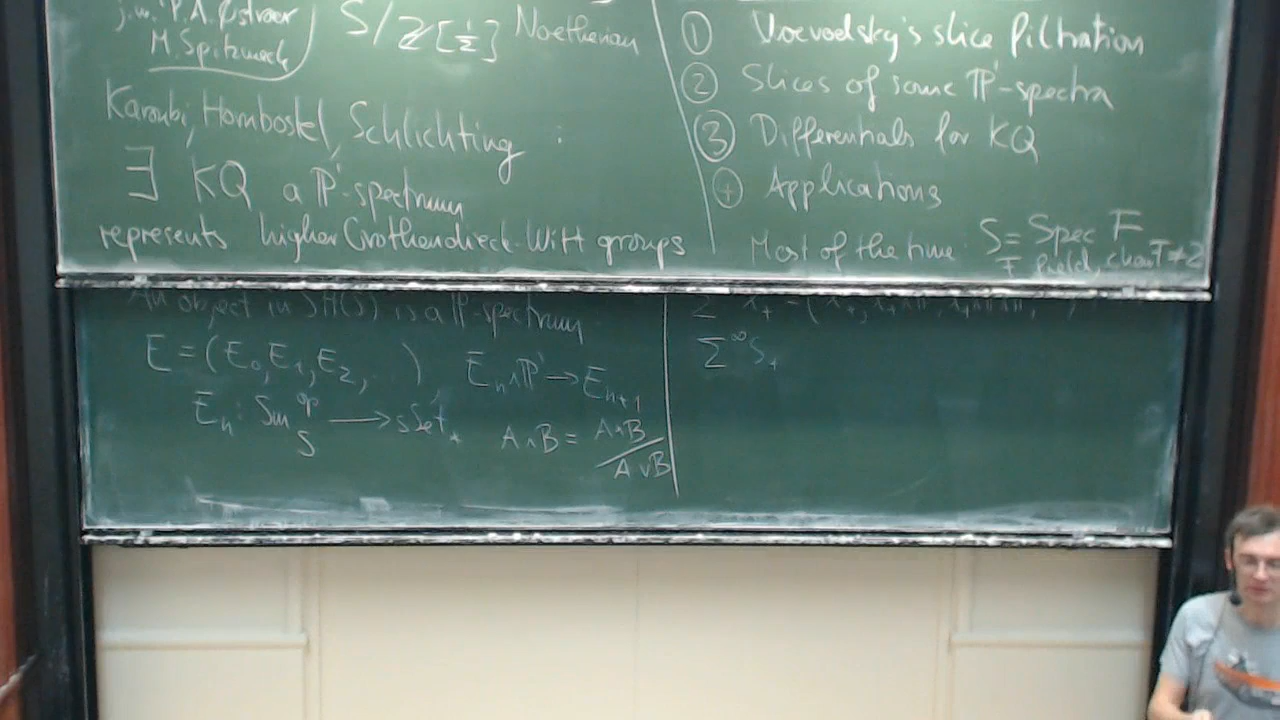 j.w. P.A. Østvær
M. Spitzweck
S/ℤ[1/2] Noetherian
Karoubi, Hornbostel, Schlichting :
∃ KQ a ℙ¹-spectrum
represents higher Grothendieck-Witt groups
① Voevodsky's slice filtration
② Slices of some ℙ¹-spectra
③ Differentials for KQ
④ Applications
Most of the time S = Spec F
F field, char F ≠ 2
An object in SH(S) is a ℙ¹-spectrum
E = (E₀, E₁, E₂, ) Eₙ∧ℙ¹ → Eₙ₊₁
Eₙ: Sm_S^op → sSet_* A∧B = A×B / A∨B
Σ^∞ S₊